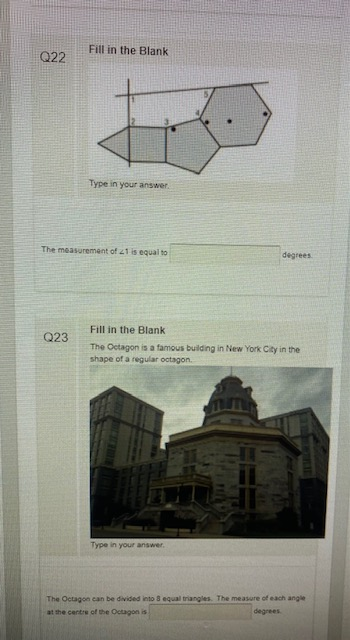 Q22
Fill in the Blank
1
5
2
3
4
Type in your answer.
The measurement of ∠1 is equal to
degrees.
Q23
Fill in the Blank
The Octagon is a famous building in New York City in the
shape of a regular octagon.
Type in your answer.
The Octagon can be divided into 8 equal triangles. The measure of each angle
at the centre of the Octagon is
degrees.